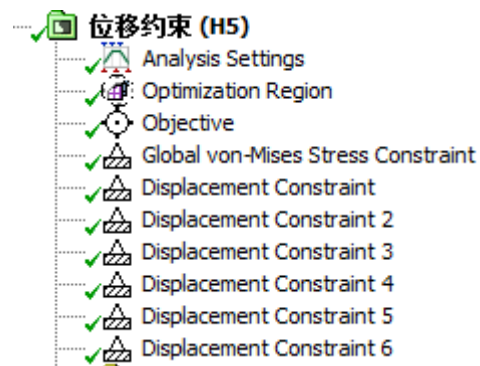 位移约束 (H5)
Analysis Settings
Optimization Region
Objective
Global von-Mises Stress Constraint
Displacement Constraint
Displacement Constraint 2
Displacement Constraint 3
Displacement Constraint 4
Displacement Constraint 5
Displacement Constraint 6